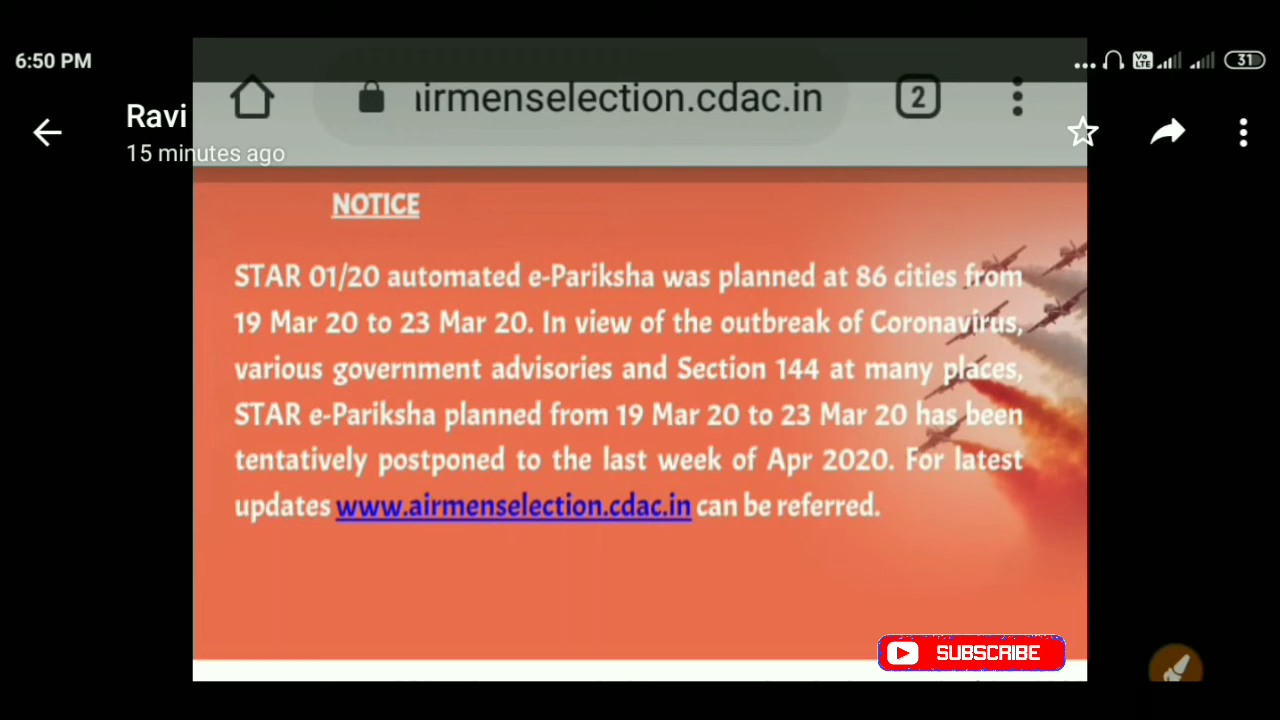 6:50 PM
31
irmenselection.cdac.in
2
Ravi
15 minutes ago
NOTICE
STAR 01/20 automated e-Pariksha was planned at 86 cities from
19 Mar 20 to 23 Mar 20. In view of the outbreak of Coronavirus,
various government advisories and Section 144 at many places,
STAR e-Pariksha planned from 19 Mar 20 to 23 Mar 20 has been
tentatively postponed to the last week of Apr 2020. For latest
updates www.airmenselection.cdac.in can be referred.
SUBSCRIBE